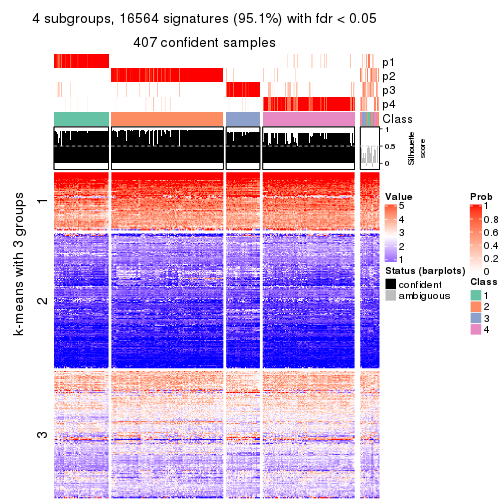 4 subgroups, 16564 signatures (95.1%) with fdr < 0.05
407 confident samples
p1
p2
p3
p4
Class
1
0.5
0
Silhouette
score
k-means with 3 groups
1
2
3
Value
5
4
3
2
1
Status (barplots)
confident
ambiguous
Prob
1
0.8
0.6
0.4
0.2
0
Class
1
2
3
4